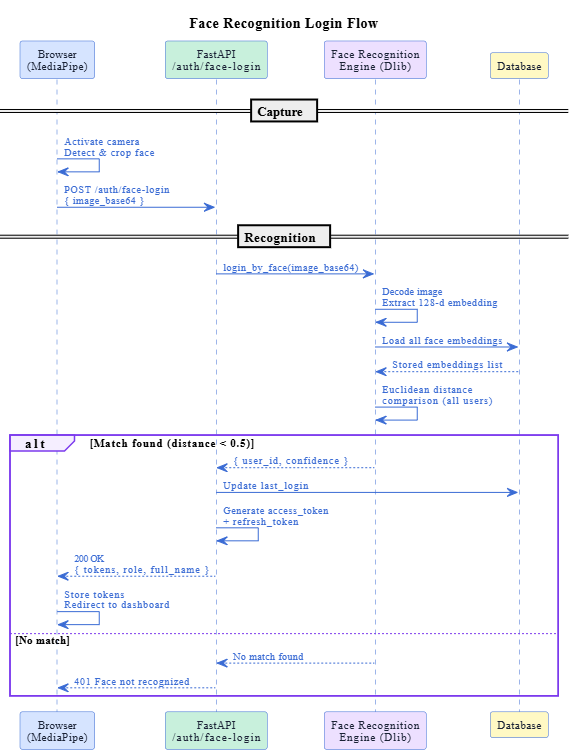 Face Recognition Login Flow
Browser
(MediaPipe)
FastAPI
/auth/face-login
Face Recognition
Engine (Dlib)
Database
Capture
Activate camera
Detect & crop face
POST /auth/face-login
{ image_base64 }
Recognition
login_by_face(image_base64)
Decode image
Extract 128-d embedding
Load all face embeddings
Stored embeddings list
Euclidean distance
comparison (all users)
alt
[Match found (distance < 0.5)]
{ user_id, confidence }
Update last_login
Generate access_token
+ refresh_token
200 OK
{ tokens, role, full_name }
Store tokens
Redirect to dashboard
[No match]
No match found
401 Face not recognized
Browser
(MediaPipe)
FastAPI
/auth/face-login
Face Recognition
Engine (Dlib)
Database